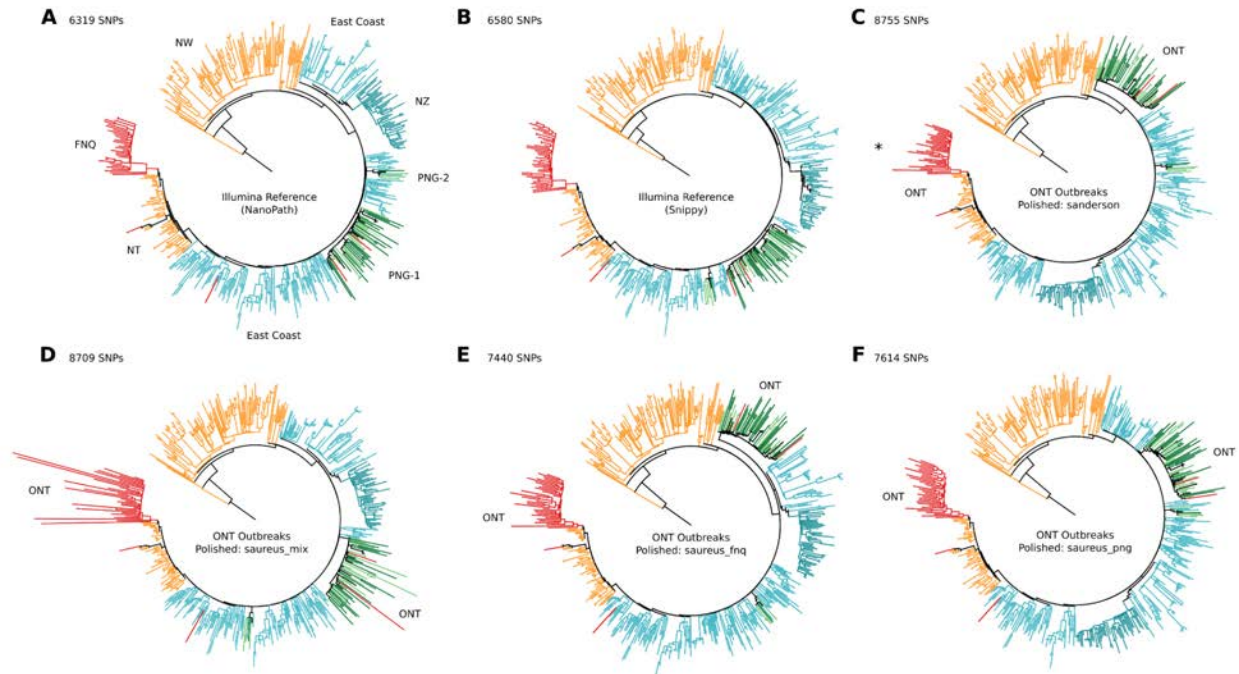 A 6319 SNPs
East Coast
NW
NZ
FNQ
PNG-2
Illumina Reference
(NanoPath)
NT
PNG-1
East Coast
B 6580 SNPs
Illumina Reference
(Snippy)
C 8755 SNPs
ONT
*
ONT
ONT Outbreaks
Polished: sanderson
D 8709 SNPs
ONT
ONT Outbreaks
Polished: saureus_mix
ONT
E 7440 SNPs
ONT
ONT
ONT Outbreaks
Polished: saureus_fnq
F 7614 SNPs
ONT
ONT
ONT Outbreaks
Polished: saureus_png